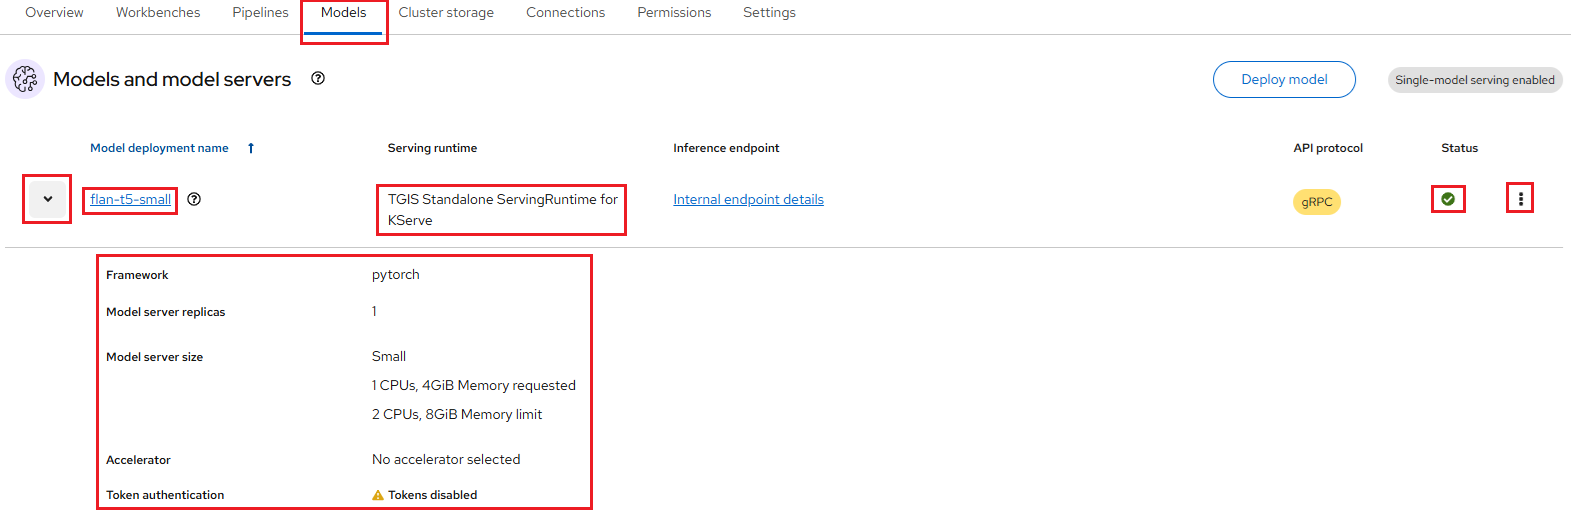 Overview Workbenches Pipelines Models Cluster storage Connections Permissions Settings
Models and model servers
Deploy model
Single-model serving enabled
Model deployment name Serving runtime Inference endpoint API protocol Status
flan-t5-small TGIS Standalone ServingRuntime for Internal endpoint details gRPC
KServe
Framework pytorch
Model server replicas 1
Model server size Small
1 CPUs, 4GiB Memory requested
2 CPUs, 8GiB Memory limit
Accelerator No accelerator selected
Token authentication Tokens disabled